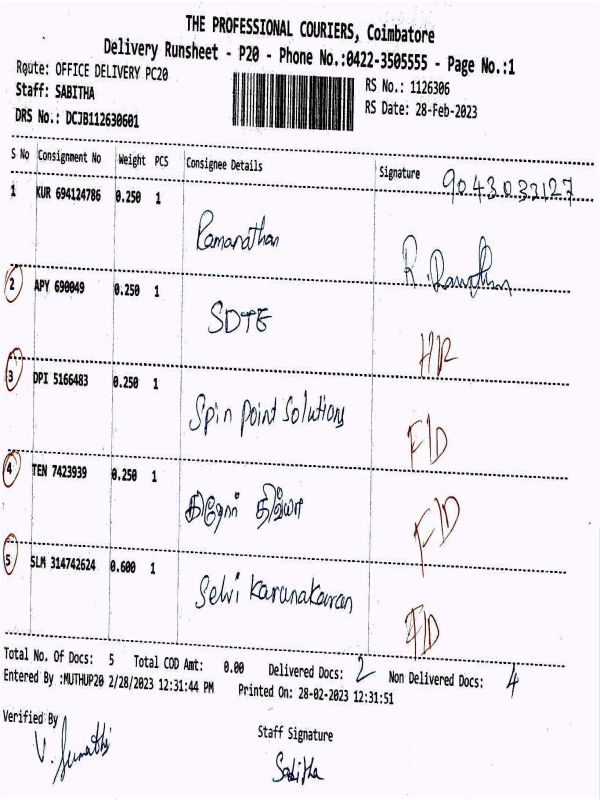 THE PROFESSIONAL COURIERS, Coimbatore
Delivery Runsheet - P20 - Phone No.:0422-3505555 - Page No.:1
Route: OFFICE DELIVERY PC20
Staff: SABITHA
DRS No.: DCJB112630601
RS No.: 1126306
RS Date: 28-Feb-2023
S No Consignment No Weight PCS Consignee Details Signature 9043033127
1 KUR 694124786 0.250 1
Ramanathan
2 APY 690049 0.250 1
SDTE HR
3 DPI 5166483 0.250 1
Spin point Solutions FD
4 TEN 7423939 0.250 1
திவ்யா FD
5 SLM 314742624 0.600 1
Selvi Karunakaran FD
Total No. Of Docs: 5 Total COD Amt: 0.00 Delivered Docs: 2 Non Delivered Docs: 4
Entered By :MUTHUP20 2/28/2023 12:31:44 PM Printed On: 28-02-2023 12:31:51
Verified By Staff Signature
V. Sumathi Sabitha